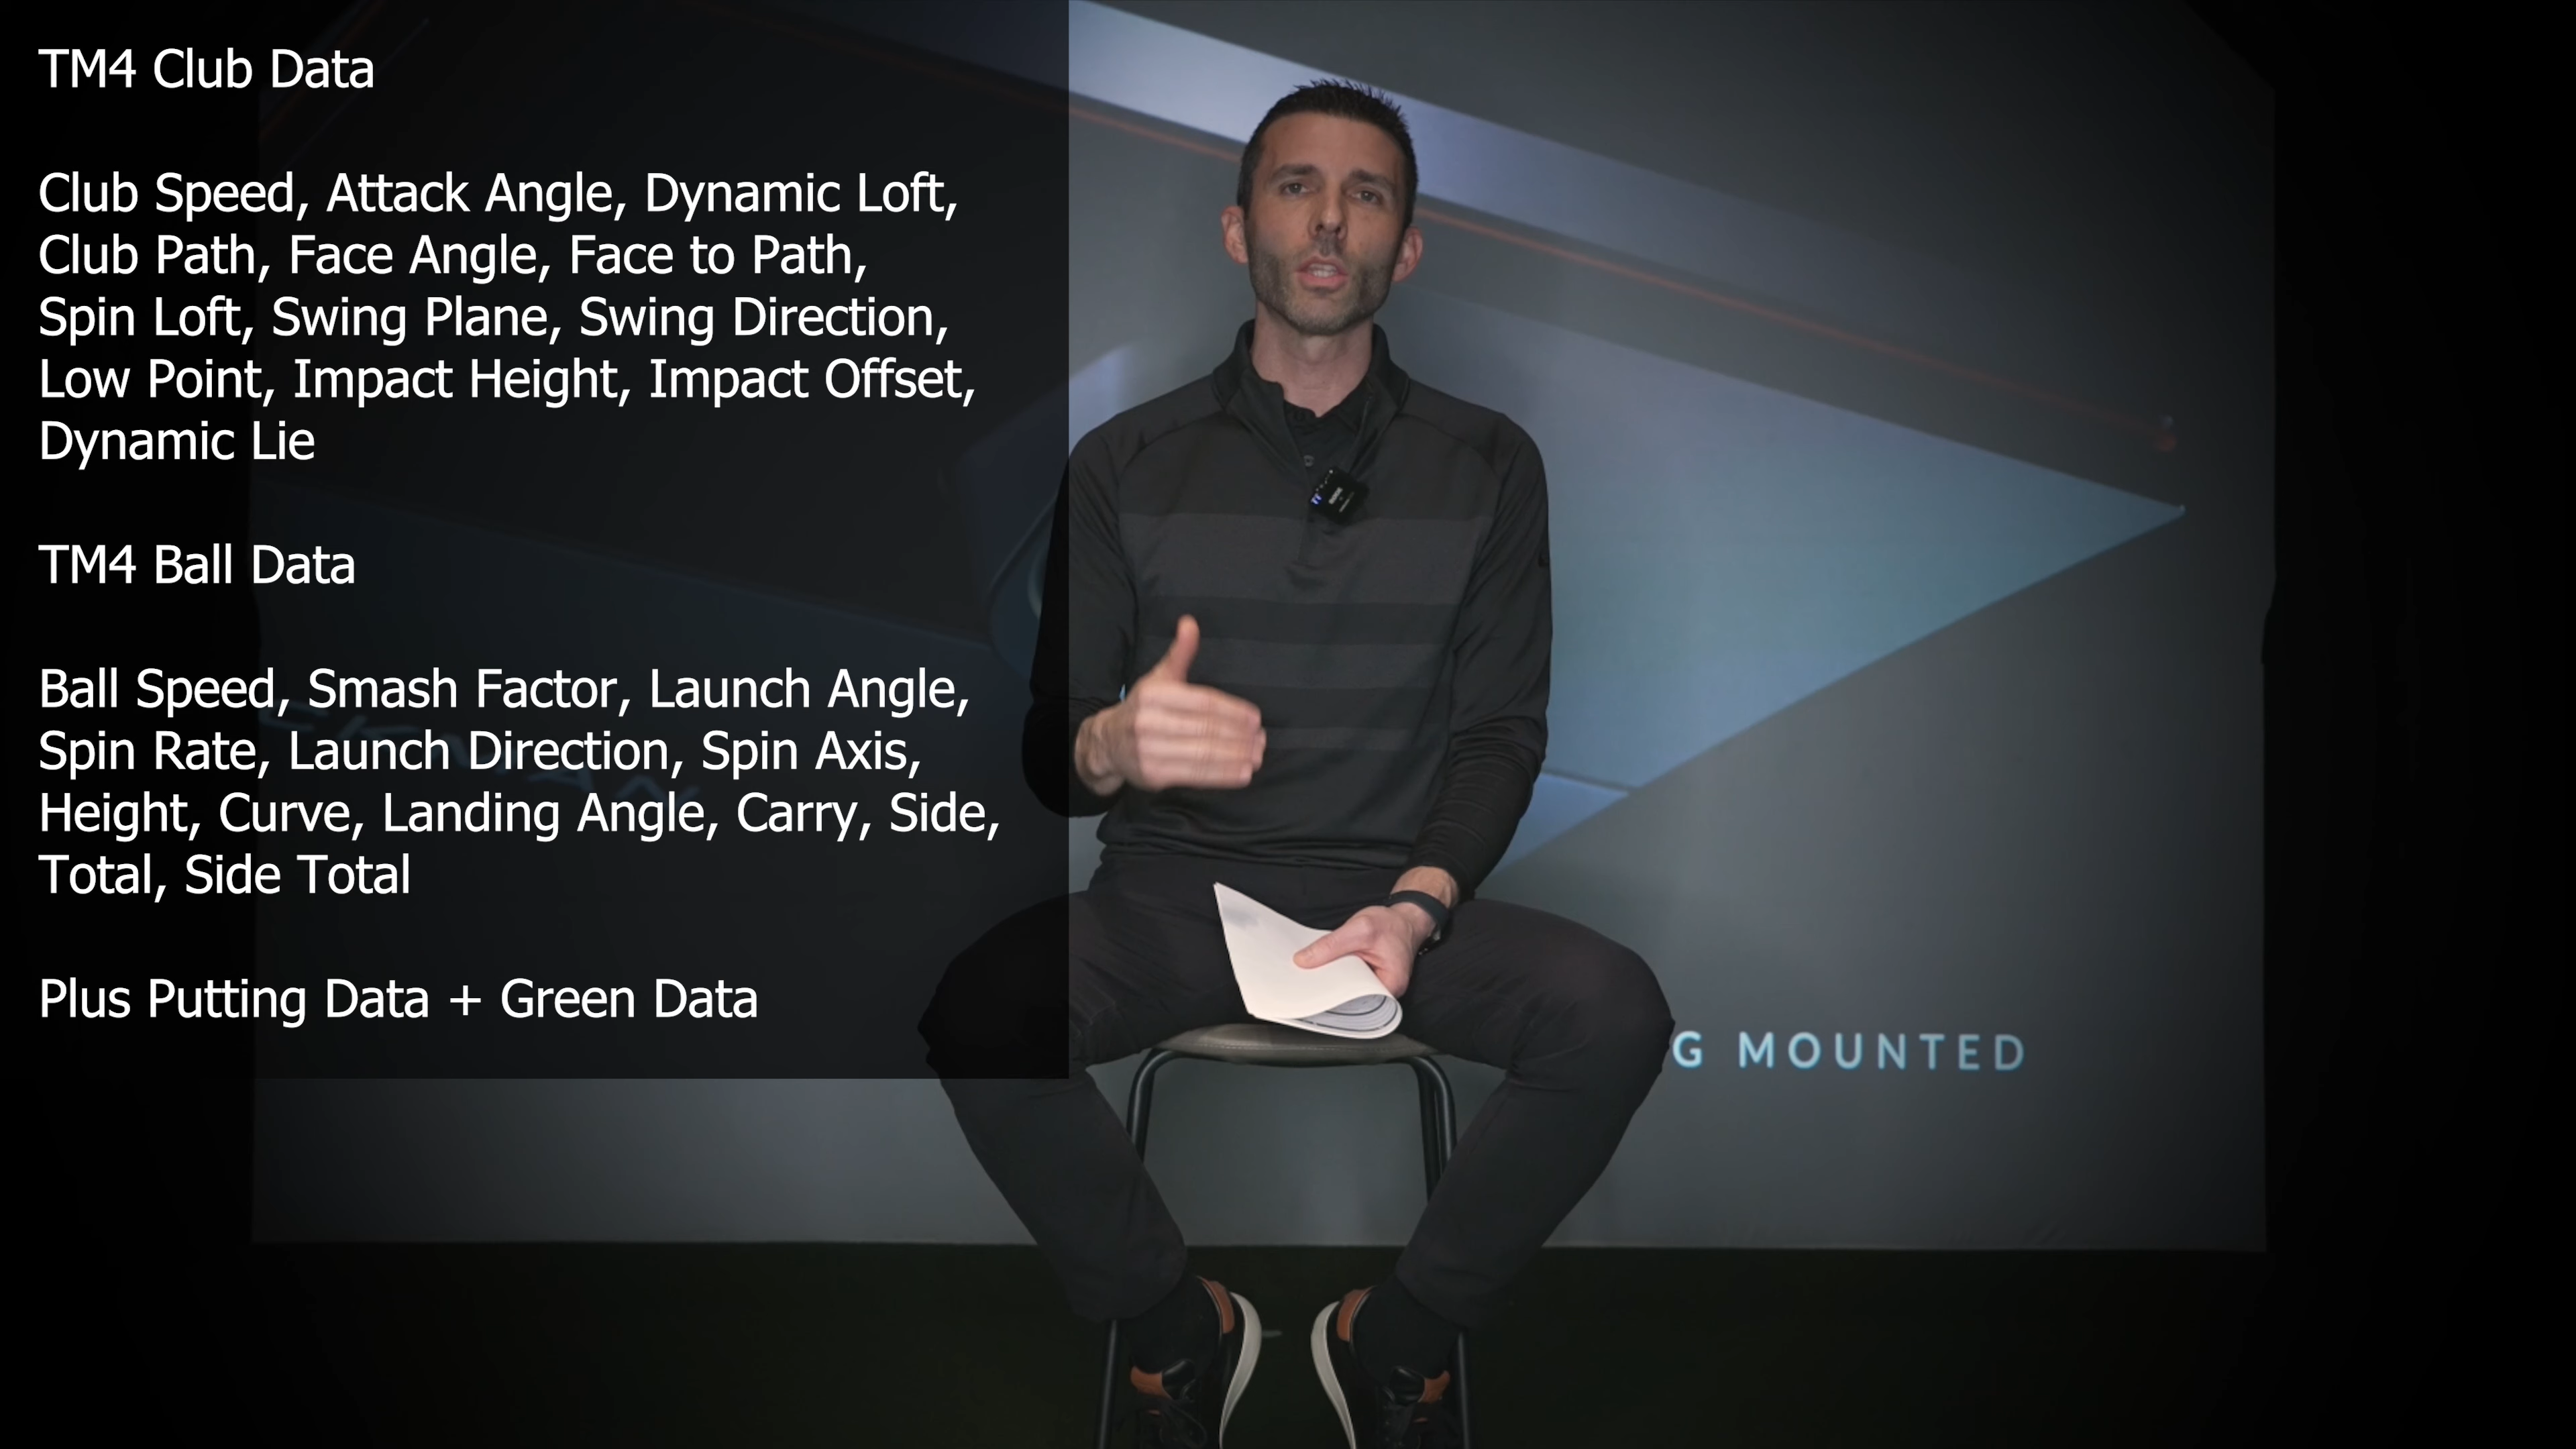 TM4 Club Data
Club Speed, Attack Angle, Dynamic Loft,
Club Path, Face Angle, Face to Path,
Spin Loft, Swing Plane, Swing Direction,
Low Point, Impact Height, Impact Offset,
Dynamic Lie
TM4 Ball Data
Ball Speed, Smash Factor, Launch Angle,
Spin Rate, Launch Direction, Spin Axis,
Height, Curve, Landing Angle, Carry, Side,
Total, Side Total
Plus Putting Data + Green Data
G MOUNTED